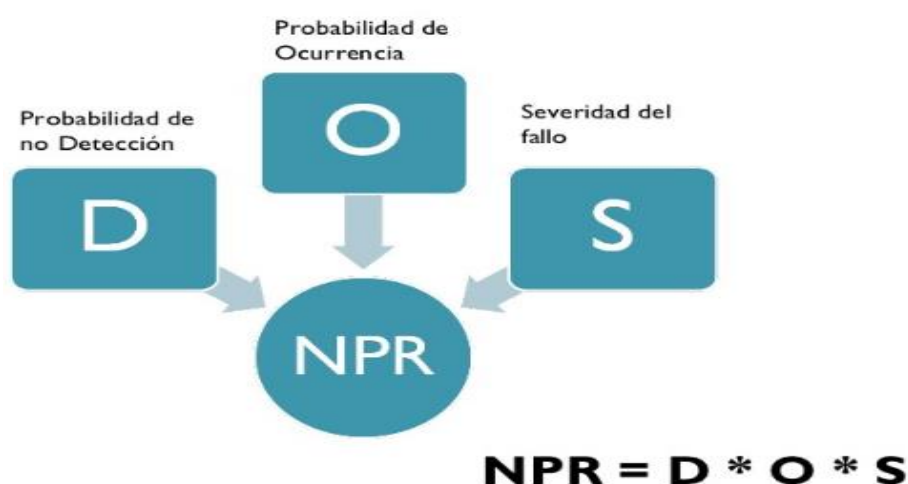 Probabilidad de
Ocurrencia
O
Probabilidad de
no Detección
D
Severidad del
fallo
S
NPR
NPR = D * O * S